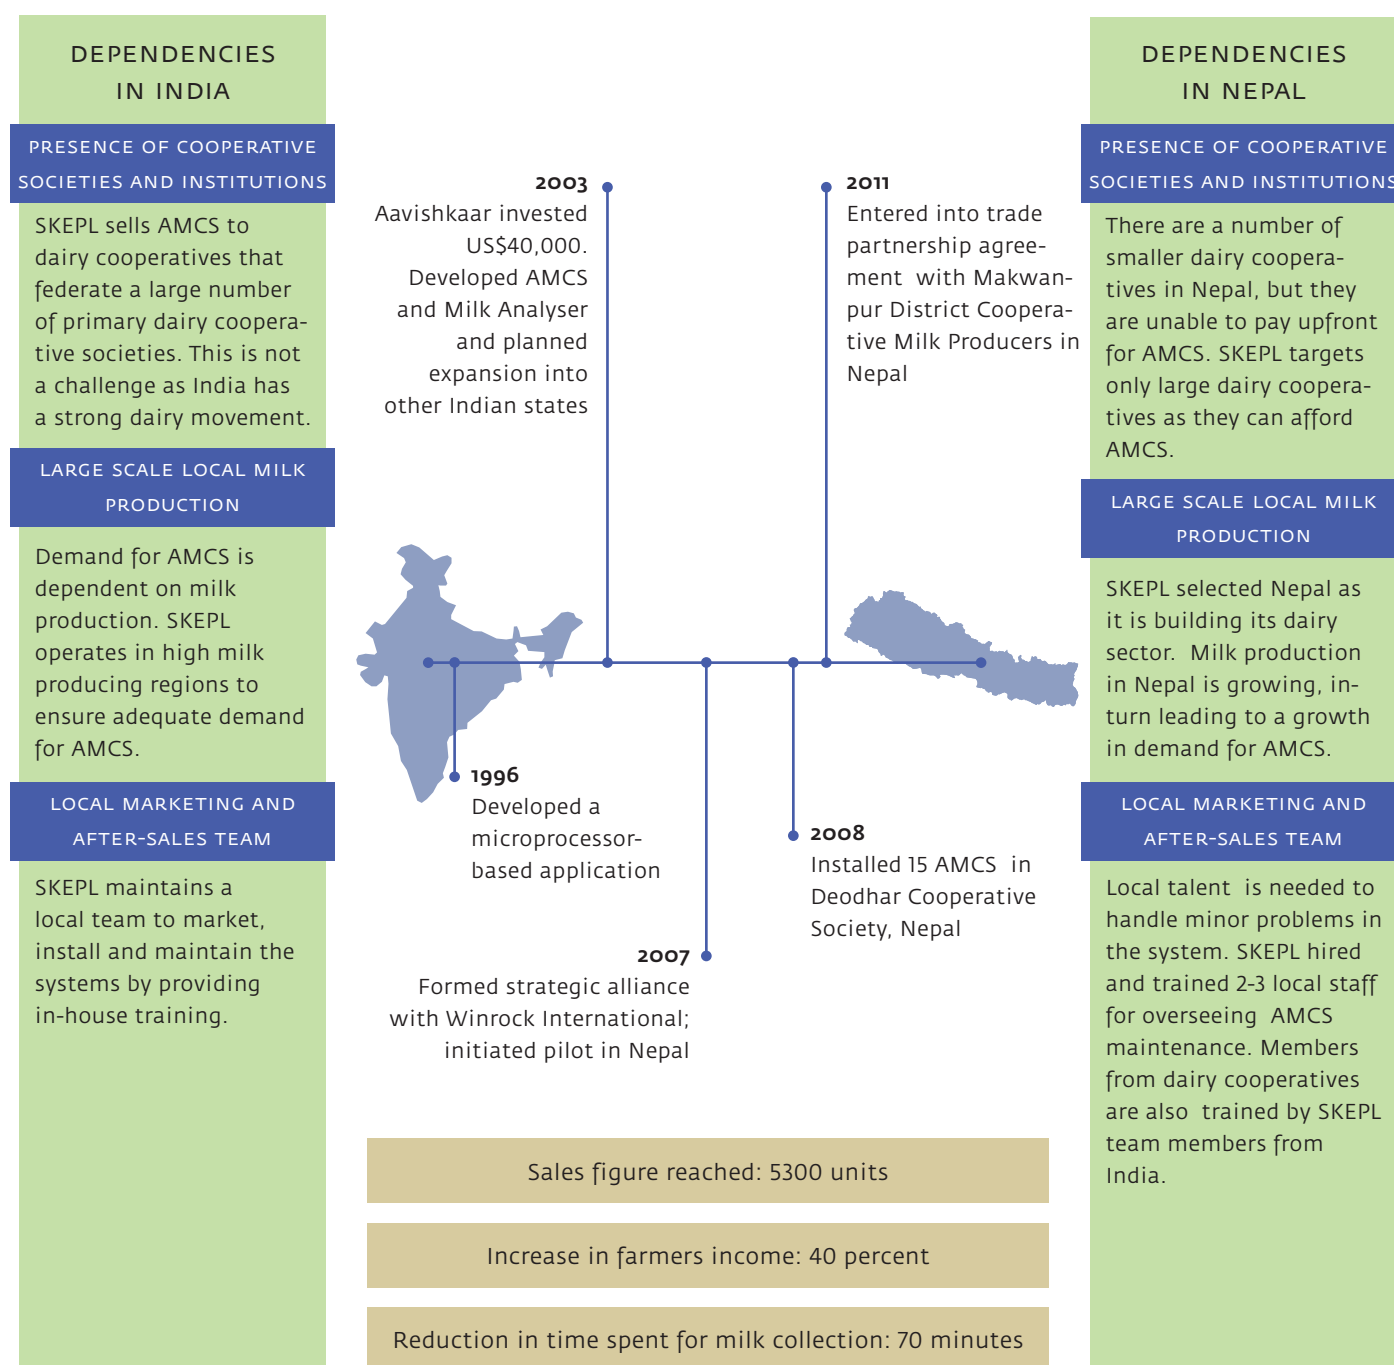 DEPENDENCIES
IN INDIA
PRESENCE OF COOPERATIVE
SOCIETIES AND INSTITUTIONS
SKEPL sells AMCS to
dairy cooperatives that
federate a large number
of primary dairy coopera-
tive societies. This is not
a challenge as India has
a strong dairy movement.
LARGE SCALE LOCAL MILK
PRODUCTION
Demand for AMCS is
dependent on milk
production. SKEPL
operates in high milk
producing regions to
ensure adequate demand
for AMCS.
LOCAL MARKETING AND
AFTER-SALES TEAM
SKEPL maintains a
local team to market,
install and maintain the
systems by providing
in-house training.
2003
Aavishkaar invested
US$40,000.
Developed AMCS
and Milk Analyser
and planned
expansion into
other Indian states
2011
Entered into trade
partnership agree-
ment with Makwan-
pur District Coopera-
tive Milk Producers in
Nepal
1996
Developed a
microprocessor-
based application
2008
Installed 15 AMCS in
Deodhar Cooperative
Society, Nepal
2007
Formed strategic alliance
with Winrock International;
initiated pilot in Nepal
Sales figure reached: 5300 units
Increase in farmers income: 40 percent
Reduction in time spent for milk collection: 70 minutes
DEPENDENCIES
IN NEPAL
PRESENCE OF COOPERATIVE
SOCIETIES AND INSTITUTIONS
There are a number of
smaller dairy coopera-
tives in Nepal, but they
are unable to pay upfront
for AMCS. SKEPL targets
only large dairy coopera-
tives as they can afford
AMCS.
LARGE SCALE LOCAL MILK
PRODUCTION
SKEPL selected Nepal as
it is building its dairy
sector. Milk production
in Nepal is growing, in-
turn leading to a growth
in demand for AMCS.
LOCAL MARKETING AND
AFTER-SALES TEAM
Local talent is needed to
handle minor problems in
the system. SKEPL hired
and trained 2-3 local staff
for overseeing AMCS
maintenance. Members
from dairy cooperatives
are also trained by SKEPL
team members from
India.